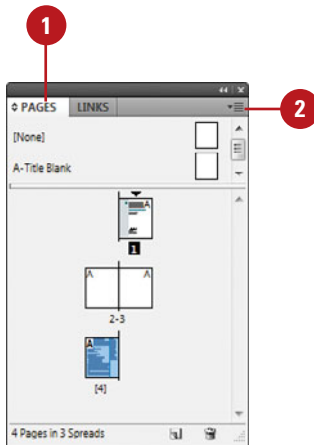 1
PAGES LINKS
2
[None]
A-Title Blank
A
1
A A
2-3
A
[4]
4 Pages in 3 Spreads